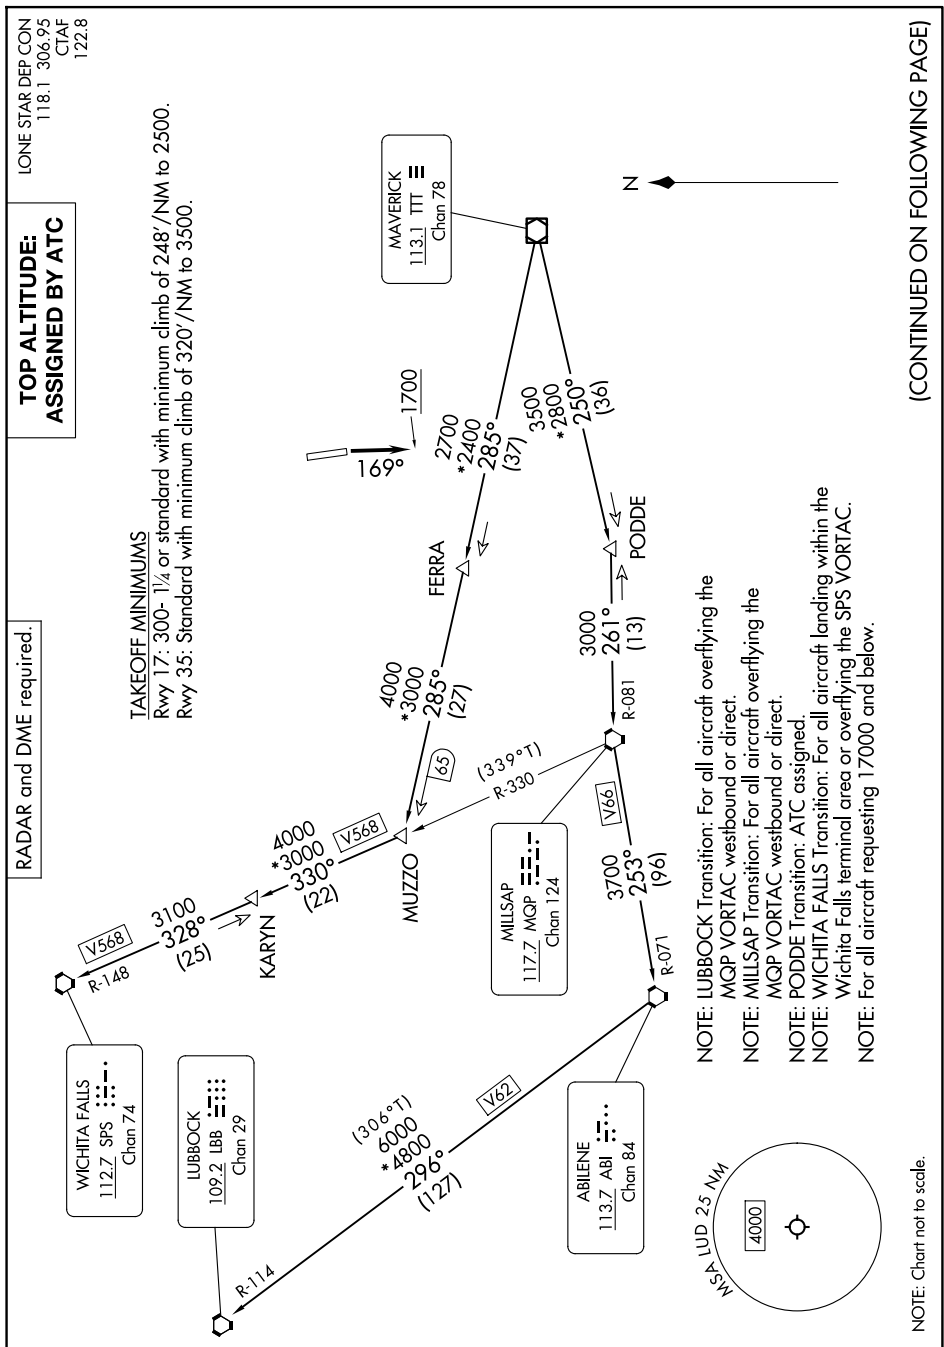 RADAR and DME required.
TOP ALTITUDE:
ASSIGNED BY ATC
LONE STAR DEP CON
118.1 306.95
CTAF
122.8
TAKEOFF MINIMUMS
Rwy 17: 300- 1¼ or standard with minimum climb of 248'/NM to 2500.
Rwy 35: Standard with minimum climb of 320'/NM to 3500.
WICHITA FALLS
112.7 SPS
Chan 74
R-148
V568
3100
328°
(25)
KARYN
4000
*3000
330°
(22)
V568
MUZZO
65
4000
*3000
285°
(27)
FERRA
2700
*2400
285°
(37)
169°
1700
MAVERICK
113.1 TTT
Chan 78
N
LUBBOCK
109.2 LBB
Chan 29
R-114
(306°T)
6000
*4800
296°
(127)
V62
ABILENE
113.7 ABI
Chan 84
R-071
3700
253°
(96)
V66
MILLSAP
117.7 MQP
Chan 124
(339°T)
R-330
R-081
3000
261°
(13)
PODDE
3500
*2800
250°
(36)
MSA LUD 25 NM
4000
NOTE: LUBBOCK Transition: For all aircraft overflying the
MQP VORTAC westbound or direct.
NOTE: MILLSAP Transition: For all aircraft overflying the
MQP VORTAC westbound or direct.
NOTE: PODDE Transition: ATC assigned.
NOTE: WICHITA FALLS Transition: For all aircraft landing within the
Wichita Falls terminal area or overflying the SPS VORTAC.
NOTE: For all aircraft requesting 17000 and below.
NOTE: Chart not to scale.
(CONTINUED ON FOLLOWING PAGE)